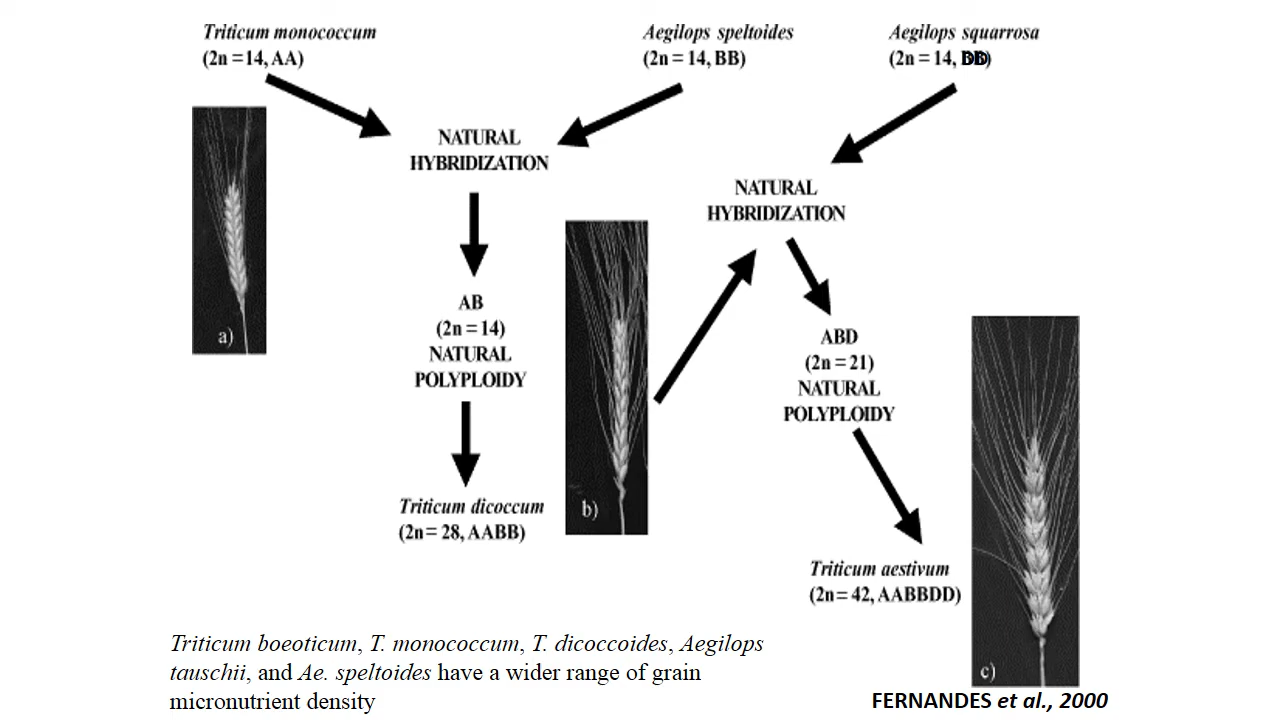 Triticum monococcum
(2n =14, AA)
Aegilops speltoides
(2n = 14, BB)
Aegilops squarrosa
(2n = 14, DD)
NATURAL
HYBRIDIZATION
NATURAL
HYBRIDIZATION
a)
AB
(2n = 14)
NATURAL
POLYPLOIDY
ABD
(2n = 21)
NATURAL
POLYPLOIDY
Triticum dicoccum
(2n = 28, AABB)
b)
Triticum aestivum
(2n = 42, AABBDD)
c)
Triticum boeoticum, T. monococcum, T. dicoccoides, Aegilops
tauschii, and Ae. speltoides have a wider range of grain
micronutrient density
FERNANDES et al., 2000